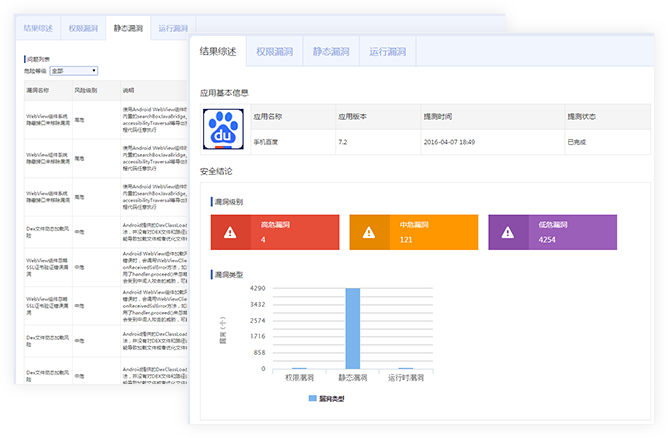 结果综述 权限漏洞 静态漏洞 运行漏洞
问题列表
危险等级 全部
漏洞名称 风险级别 说明
WebView组件系统
隐藏接口未移除漏洞
高危
使用Android WebView组件时
内置的searchBoxJavaBridge_
accessibilityTraversal等导出
程代码任意执行
WebView组件系统
隐藏接口未移除漏洞
高危
使用Android WebView组件时
内置的searchBoxJavaBridge_
accessibilityTraversal等导出
程代码任意执行
WebView组件系统
隐藏接口未移除漏洞
高危
使用Android WebView组件时
内置的searchBoxJavaBridge_
accessibilityTraversal等导出
程代码任意执行
Dex文件动态加载风
险
中危
Android提供的DexClassLoad
法，并没有对DEX文件和路径
能导致加载文件或者优化文件
WebView组件忽略
SSL证书验证错误漏
洞
中危
Android WebView组件加载网
错误时，会调用WebViewClie
onReceivedSslError方法，如
用了handler.proceed()来忽略
会受到中间人攻击的威胁，可
WebView组件忽略
SSL证书验证错误漏
洞
中危
Android WebView组件加载网
错误时，会调用WebViewClie
onReceivedSslError方法，如
用了handler.proceed()来忽略
会受到中间人攻击的威胁，可
Dex文件动态加载风
险
中危
Android提供的DexClassLoad
法，并没有对DEX文件和路径
能导致加载文件或者优化文件
Dex文件动态加载风
险
中危
Android提供的DexClassLoad
法，并没有对DEX文件和路径
能导致加载文件或者优化文件
结果综述 权限漏洞 静态漏洞 运行漏洞
应用基本信息
du
应用名称 应用版本 提测时间 提测状态
手机百度 7.2 2016-04-07 18:49 已完成
安全结论
漏洞级别
高危漏洞
4
中危漏洞
121
低危漏洞
4254
漏洞类型
漏洞（个）
4290
3432
2574
1716
858
0
权限漏洞 静态漏洞 运行时漏洞
漏洞类型